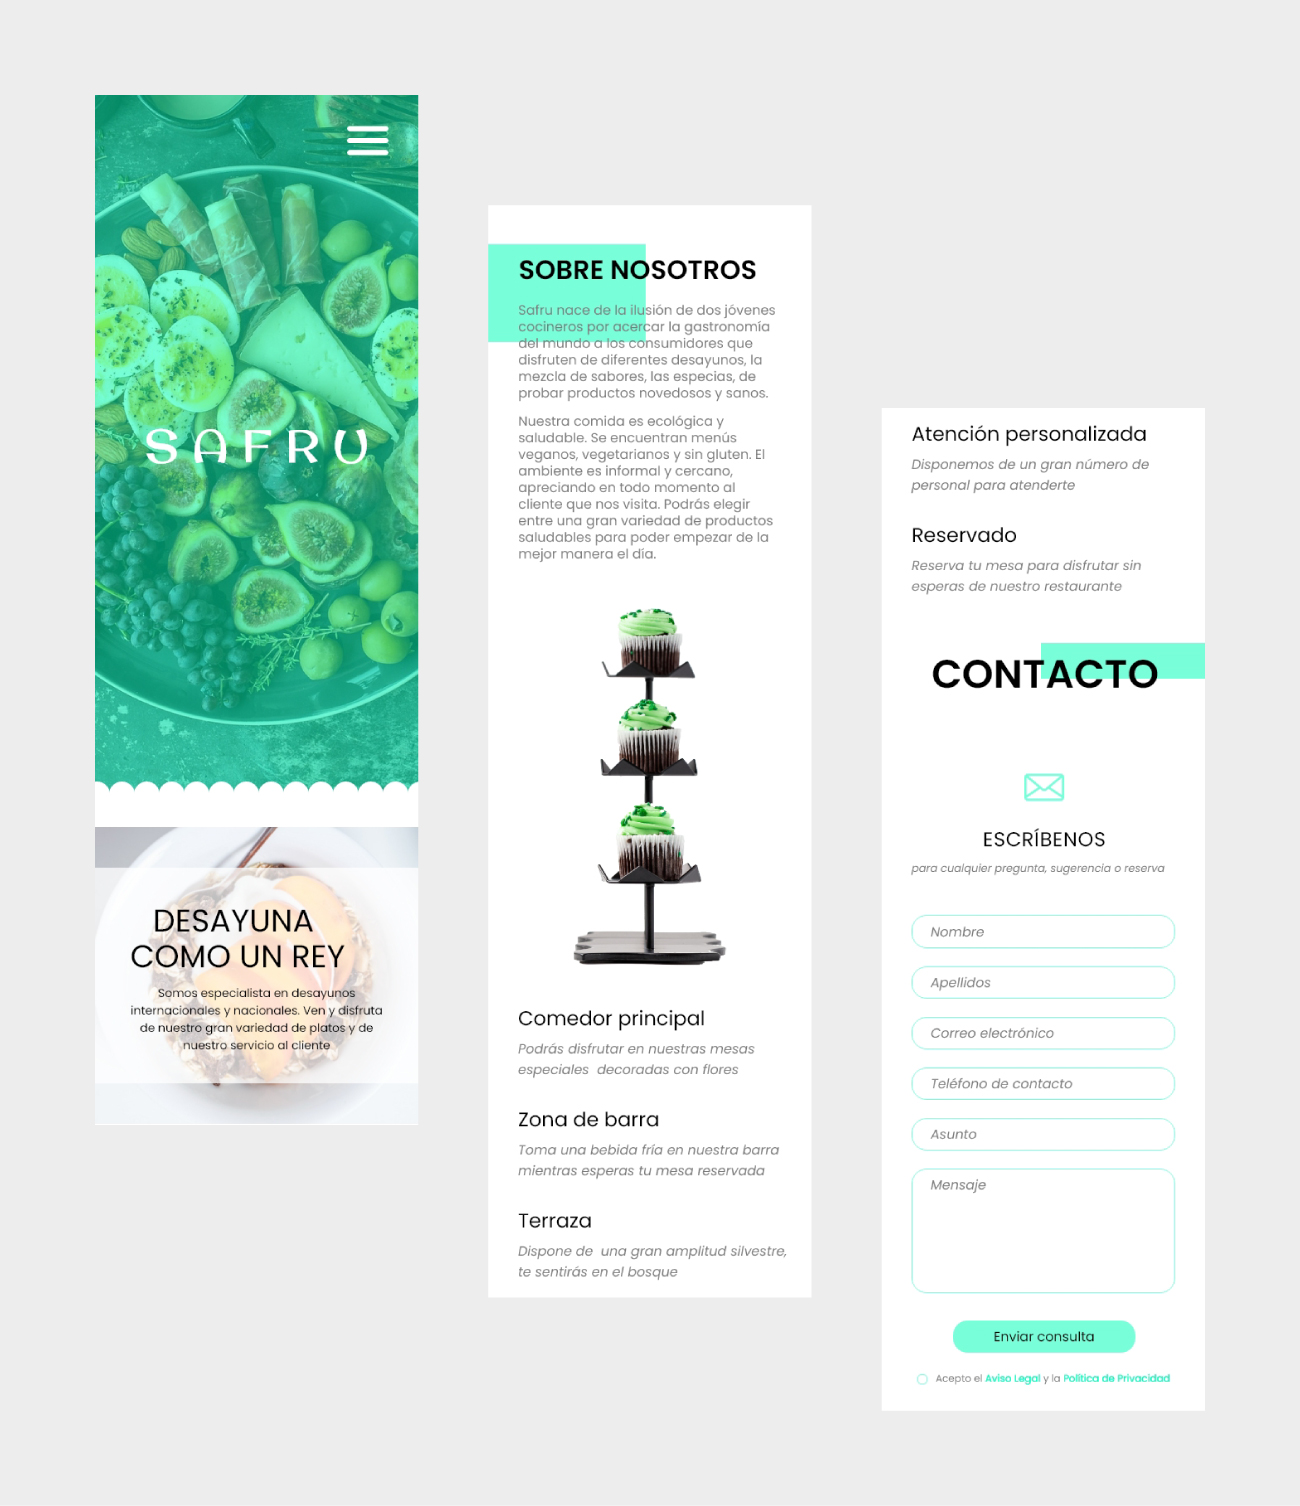 SAFRU
DESAYUNA
COMO UN REY
Somos especialista en desayunos
internacionales y nacionales. Ven y disfruta
de nuestro gran variedad de platos y de
nuestro servicio al cliente
SOBRE NOSOTROS
Safru nace de la ilusión de dos jóvenes
cocineros por acercar la gastronomía
del mundo a los consumidores que
disfruten de diferentes desayunos, la
mezcla de sabores, las especias, de
probar productos novedosos y sanos.
Nuestra comida es ecológica y
saludable. Se encuentran menús
veganos, vegetarianos y sin gluten. El
ambiente es informal y cercano,
apreciando en todo momento al
cliente que nos visita. Podrás elegir
entre una gran variedad de productos
saludables para poder empezar de la
mejor manera el día.
Comedor principal
Podrás disfrutar en nuestras mesas
especiales decoradas con flores
Zona de barra
Toma una bebida fría en nuestra barra
mientras esperas tu mesa reservada
Terraza
Dispone de una gran amplitud silvestre,
te sentirás en el bosque
Atención personalizada
Disponemos de un gran número de
personal para atenderte
Reservado
Reserva tu mesa para disfrutar sin
esperas de nuestro restaurante
CONTACTO
ESCRÍBENOS
para cualquier pregunta, sugerencia o reserva
Nombre
Apellidos
Correo electrónico
Teléfono de contacto
Asunto
Mensaje
Enviar consulta
Acepto el Aviso Legal y la Política de Privacidad